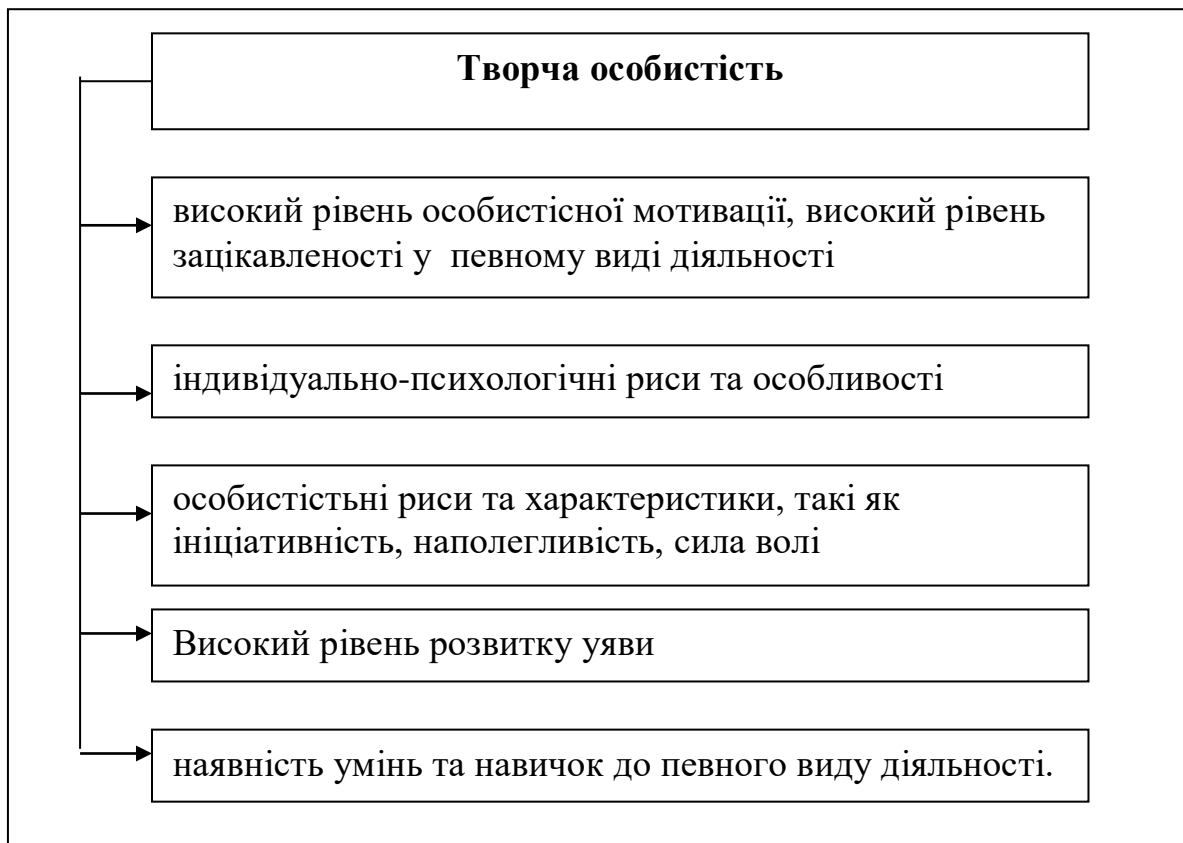 Творча особистість
високий рівень особистісної мотивації, високий рівень
зацікавленості у  певному виді діяльності
індивідуально-психологічні риси та особливості
особистістьні риси та характеристики, такі як
ініціативність, наполегливість, сила волі
Високий рівень розвитку уяви
наявність умінь та навичок до певного виду діяльності.